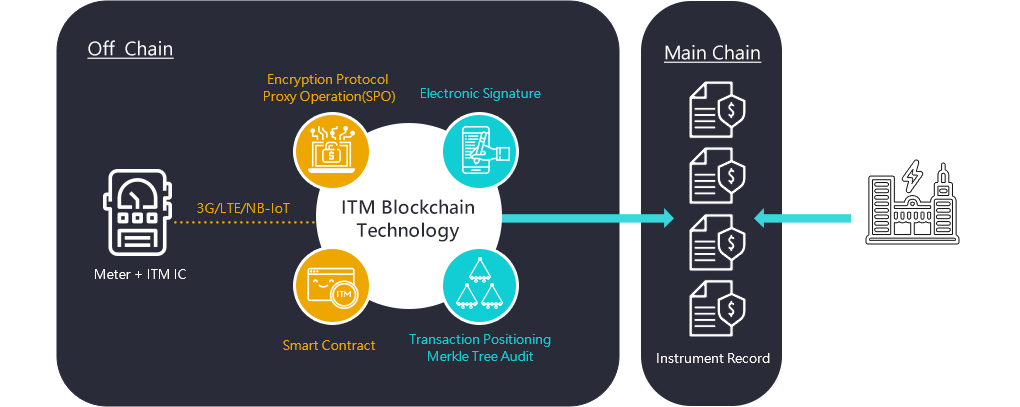 Off Chain
Encryption Protocol
Proxy Operation(SPO)
Electronic Signature
3G/LTE/NB-IoT
ITM Blockchain
Technology
Meter + ITM IC
ITM
Smart Contract
Transaction Positioning
Merkle Tree Audit
Main Chain
$
$
$
$
Instrument Record